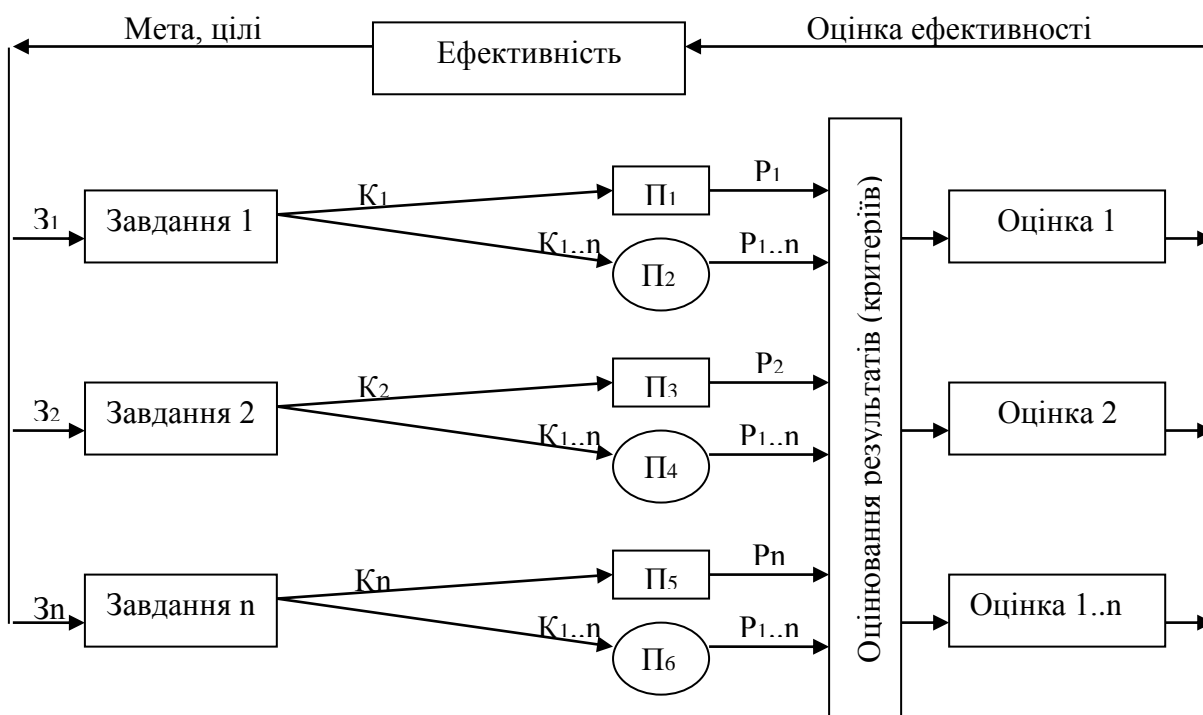 Мета, цілі
Ефективність
Оцінка ефективності
З1
Завдання 1
К1
К1..n
П1
П2
Р1
Р1..n
Оцінка 1
З2
Завдання 2
К2
К1..n
П3
П4
Р2
Р1..n
Оцінка 2
Зn
Завдання n
Кn
К1..n
П5
П6
Рn
Р1..n
Оцінка 1..n
Оцінювання результатів (критеріїв)